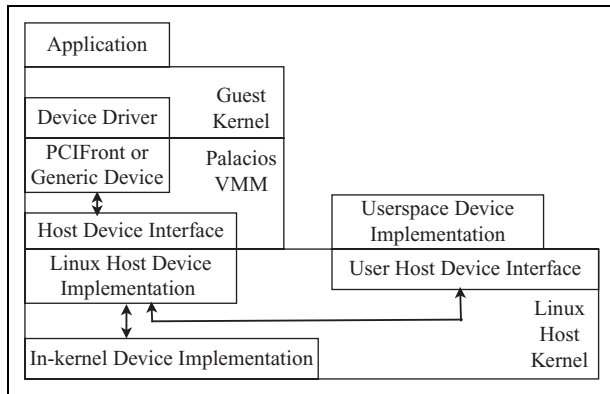 Application
Guest
Kernel
Device Driver
PCIFront or
Generic Device
Palacios
VMM
Host Device Interface
Userspace Device
Implementation
Linux Host Device
Implementation
User Host Device Interface
Linux
Host
Kernel
In-kernel Device Implementation